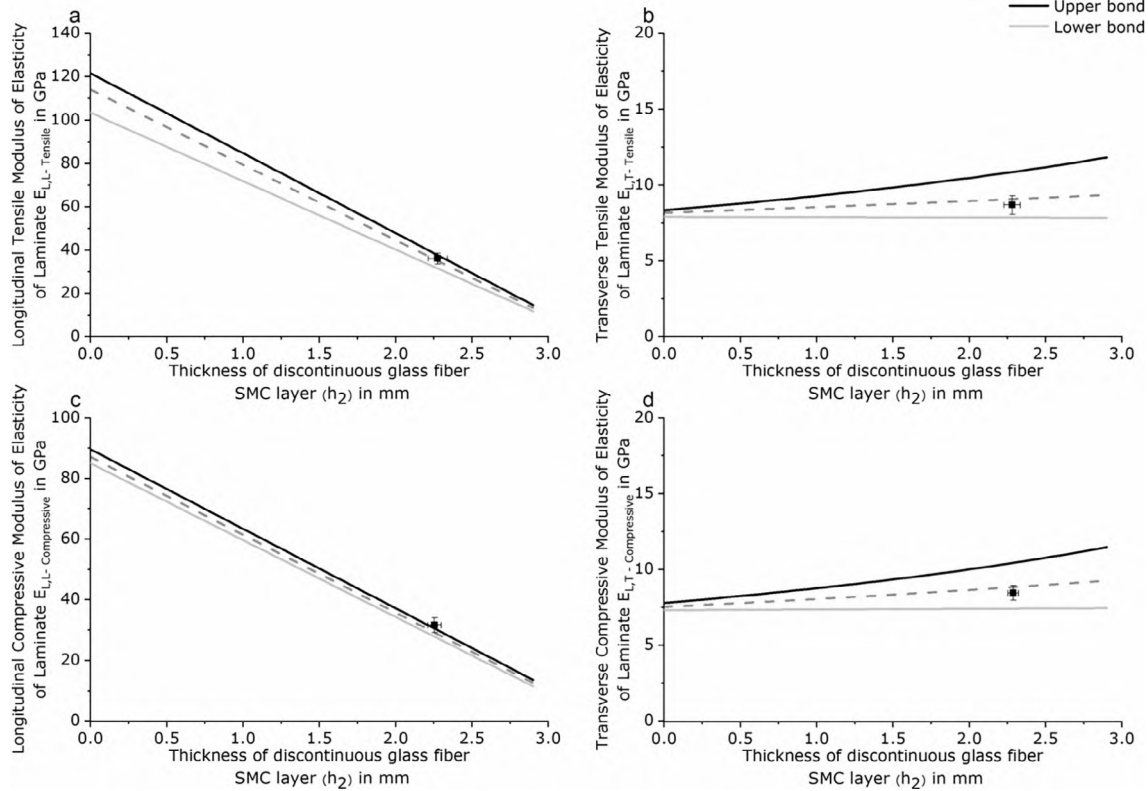 Upper bond
Lower bond
a
Longitudinal Tensile Modulus of Elasticity
of Laminate E_L,L- Tensile in GPa
140
120
100
80
60
40
20
0
0.0 0.5 1.0 1.5 2.0 2.5 3.0
Thickness of discontinuous glass fiber
SMC layer (h2) in mm
b
Transverse Tensile Modulus of Elasticity
of Laminate E_L,T- Tensile in GPa
20
15
10
5
0
0.0 0.5 1.0 1.5 2.0 2.5 3.0
Thickness of discontinuous glass fiber
SMC layer (h2) in mm
c
Longitudinal Compressive Modulus of Elasticity
of Laminate E_L,L- Compressive in GPa
100
80
60
40
20
0
0.0 0.5 1.0 1.5 2.0 2.5 3.0
Thickness of discontinuous glass fiber
SMC layer (h2) in mm
d
Transverse Compressive Modulus of Elasticity
of Laminate E_L,T - Compressive in GPa
20
15
10
5
0
0.0 0.5 1.0 1.5 2.0 2.5 3.0
Thickness of discontinuous glass fiber
SMC layer (h2) in mm